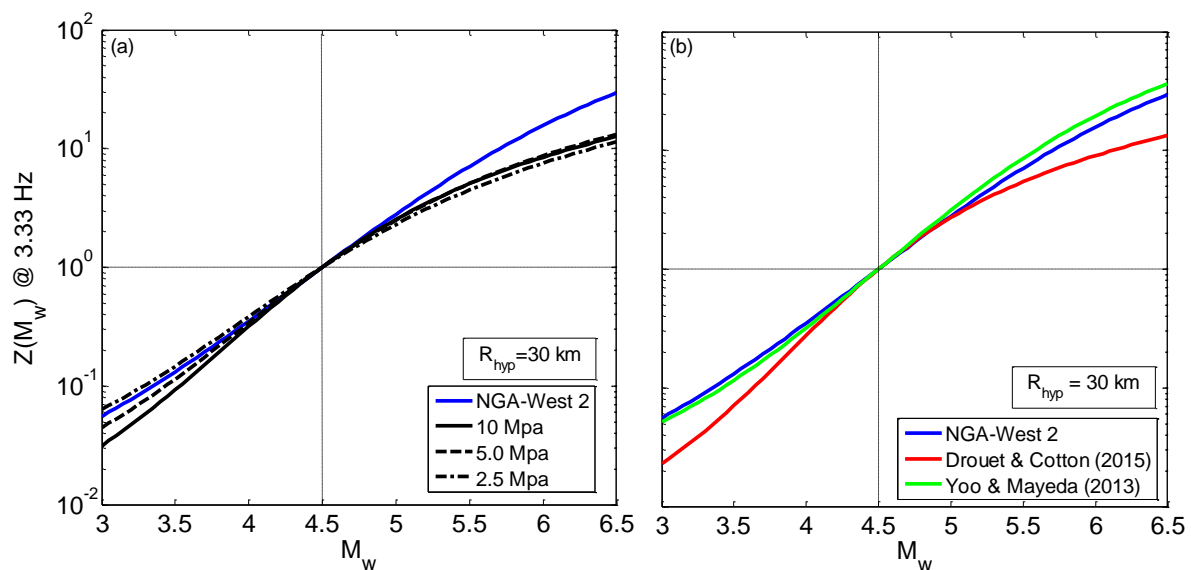 (a)
Z(M_w) @ 3.33 Hz
10^2
10^1
10^0
10^-1
10^-2
R_hyp=30 km
NGA-West 2
10 Mpa
5.0 Mpa
2.5 Mpa
3 3.5 4 4.5 5 5.5 6 6.5
M_w
(b)
R_hyp = 30 km
NGA-West 2
Drouet & Cotton (2015)
Yoo & Mayeda (2013)
3 3.5 4 4.5 5 5.5 6 6.5
M_w